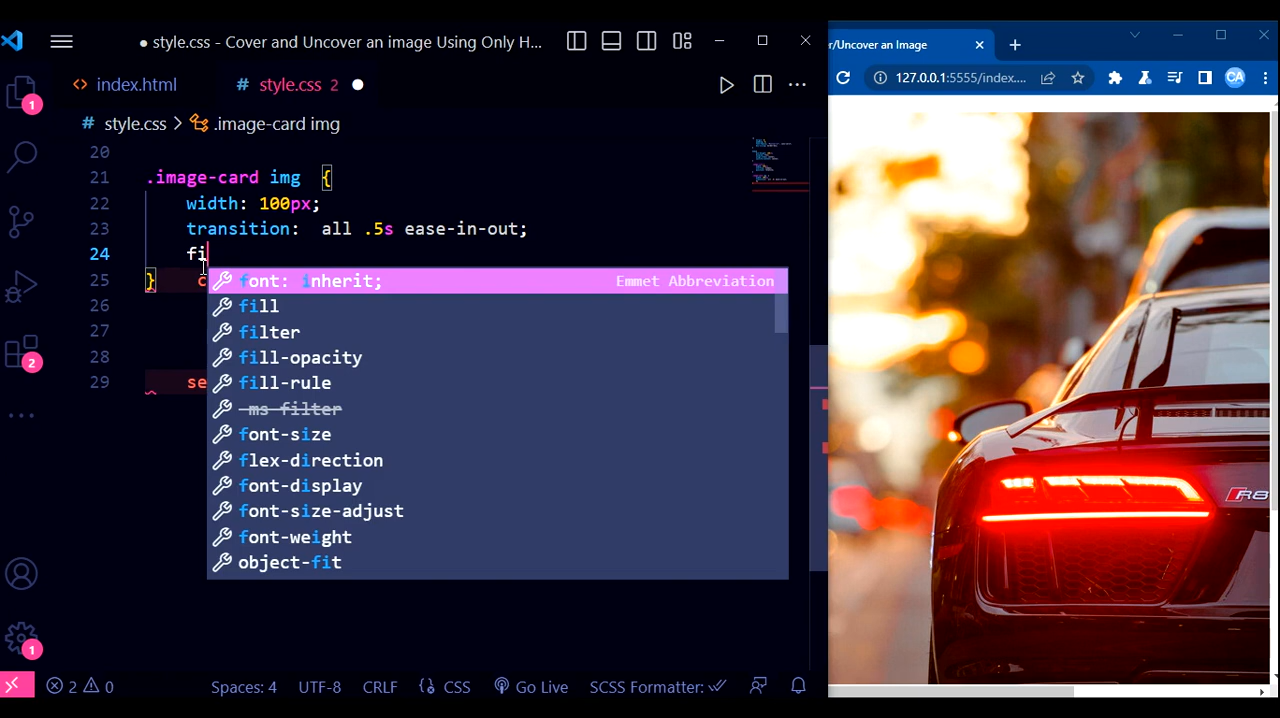 style.css - Cover and Uncover an image Using Only H...
r/Uncover an Image
index.html
# style.css 2
127.0.0.1:5555/index....
CA
1
# style.css > .image-card img
20
21 .image-card img {
22 width: 100px;
23 transition: all .5s ease-in-out;
24 fi
25 } c
font: inherit; Emmet Abbreviation
26
fill
27
filter
28
fill-opacity
29 se
fill-rule
-ms-filter
font-size
flex-direction
font-display
font-size-adjust
font-weight
object-fit
2
1
R8
2 0 Spaces: 4 UTF-8 CRLF {} CSS Go Live SCSS Formatter: